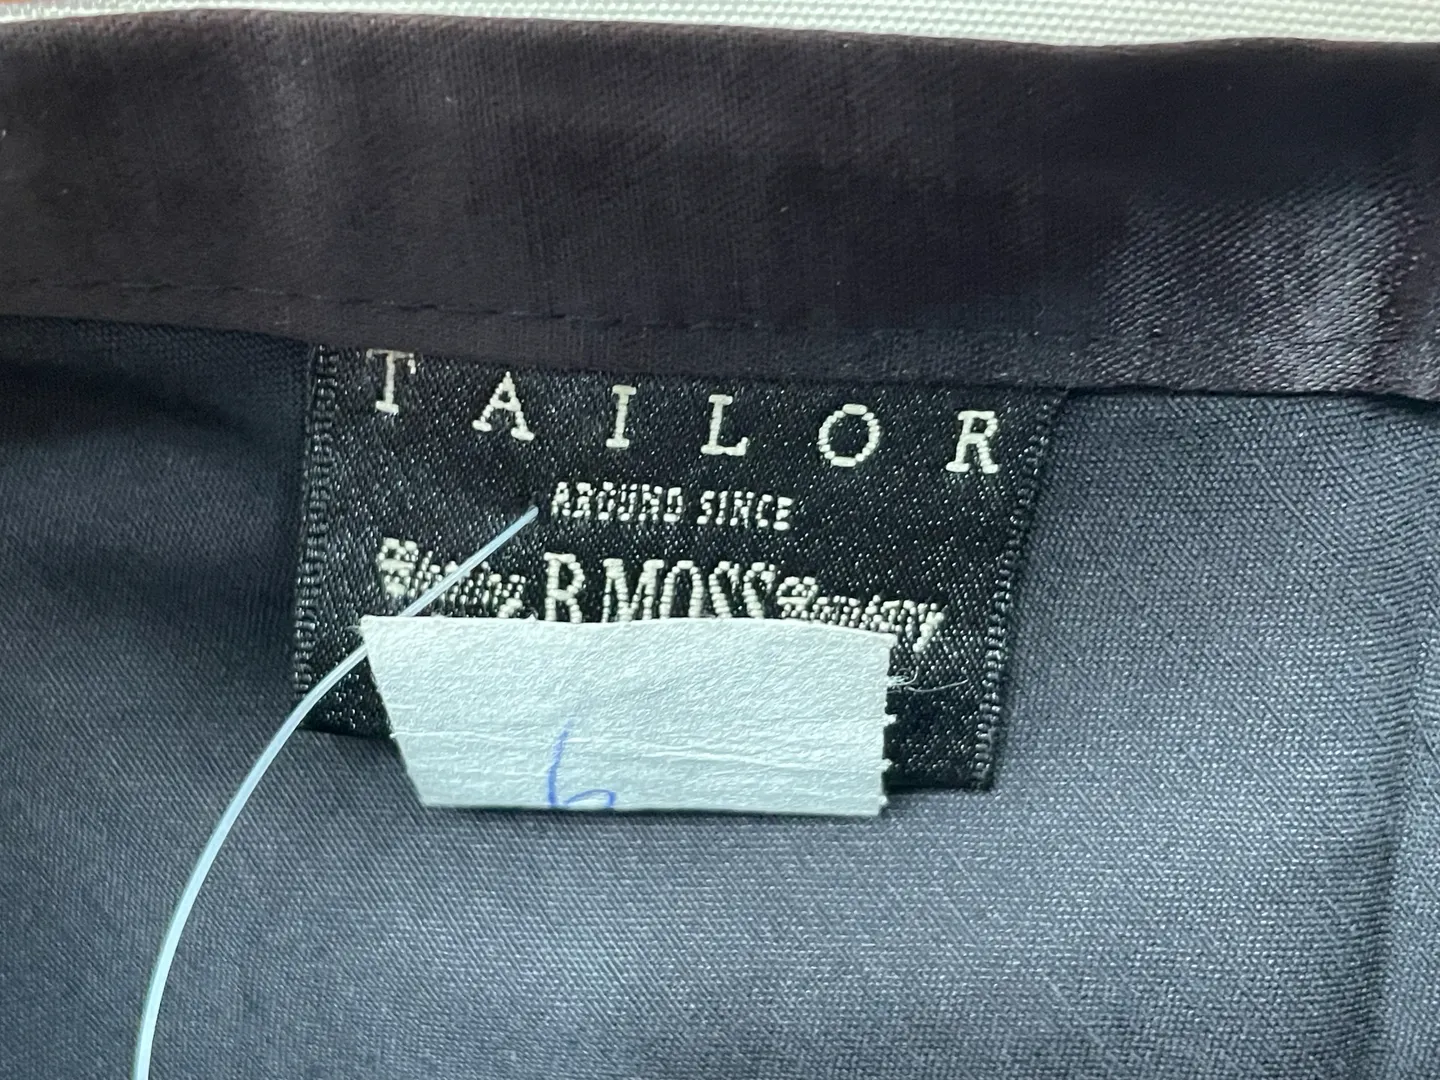 TAILOR
AROUND SINCE
R.MOSS
6